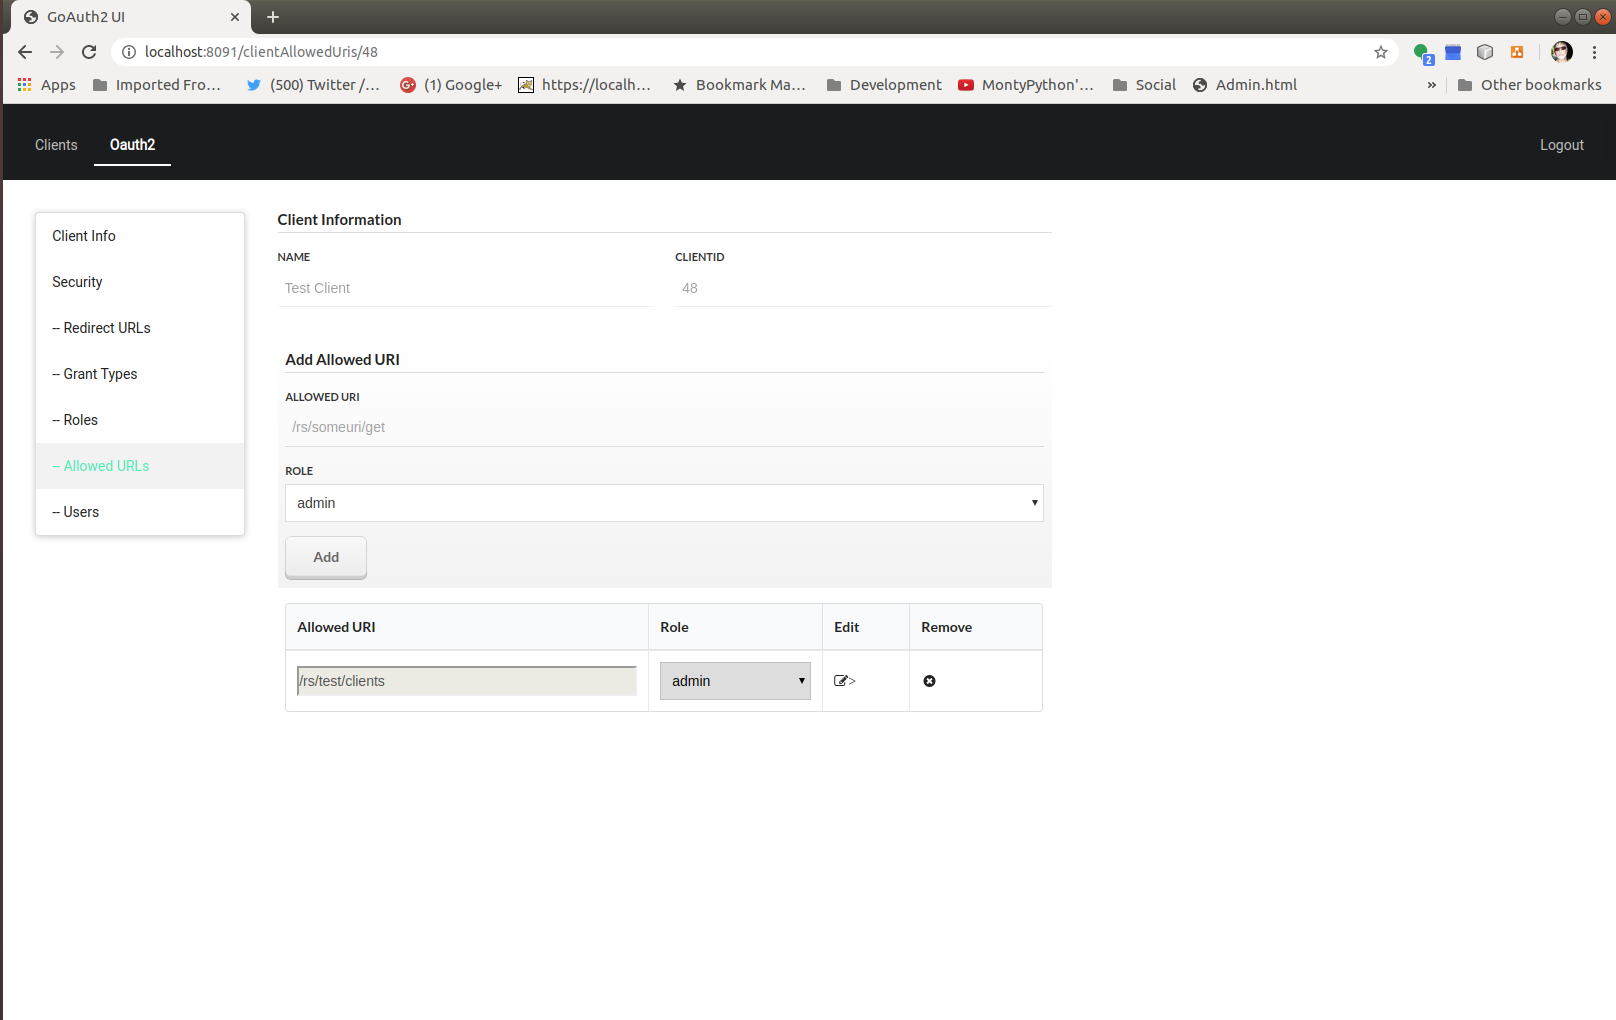 GoAuth2 UI
localhost:8091/clientAllowedUris/48
2
Apps Imported Fro... (500) Twitter /... (1) Google+ https://localh... Bookmark Ma... Development MontyPython'... Social Admin.html » Other bookmarks
Clients Oauth2 Logout
Client Info
Security
-- Redirect URLs
-- Grant Types
-- Roles
-- Allowed URLs
-- Users
Client Information
NAME CLIENTID
Test Client 48
Add Allowed URI
ALLOWED URI
/rs/someuri/get
ROLE
admin
Add
Allowed URI Role Edit Remove
/rs/test/clients admin >